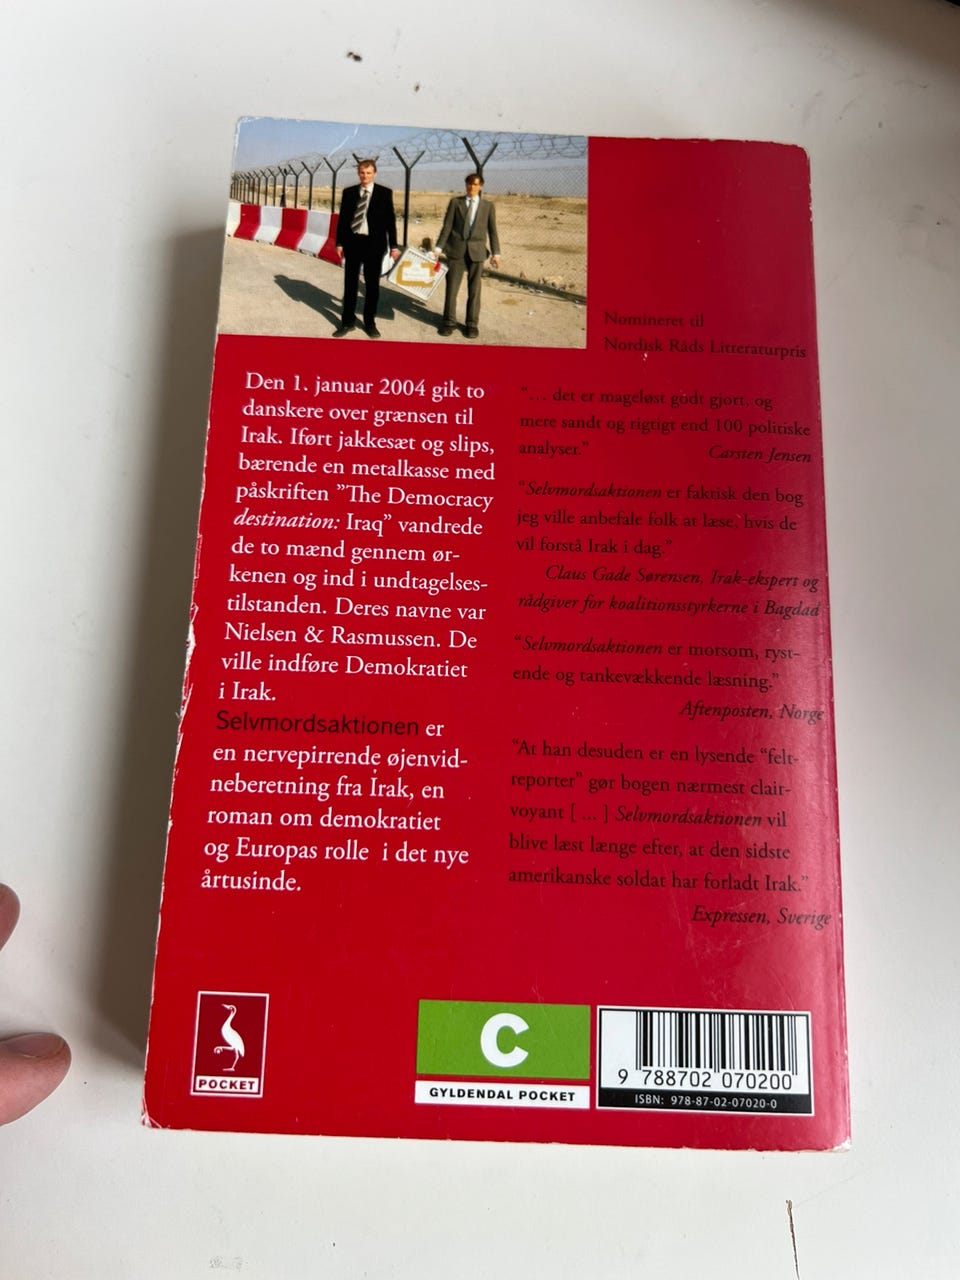 Nomineret til
Nordisk Råds Litteraturpris
Den 1. januar 2004 gik to
danskere over grænsen til
Irak. Iført jakkesæt og slips,
bærende en metalkasse med
påskriften ”The Democracy
destination: Iraq” vandrede
de to mænd gennem ør-
kenen og ind i undtagelses-
tilstanden. Deres navne var
Nielsen & Rasmussen. De
ville indføre Demokratiet
i Irak.
Selvmordsaktionen er
en nervepirrende øjenvid-
neberetning fra Irak, en
roman om demokratiet
og Europas rolle i det nye
årtusinde.
“… det er mageløst godt gjort, og
mere sandt og rigtigt end 100 politiske
analyser.”
Carsten Jensen
“Selvmordsaktionen er faktisk den bog
jeg ville anbefale folk at læse, hvis de
vil forstå Irak i dag.”
Claus Gade Sørensen, Irak-ekspert og
rådgiver for koalitionsstyrkerne i Bagdad
“Selvmordsaktionen er morsom, ryst-
ende og tankevækkende læsning.”
Aftenposten, Norge
“At han desuden er en lysende “felt-
reporter” gør bogen nærmest clair-
voyant [ ... ] Selvmordsaktionen vil
blive læst længe efter, at den sidste
amerikanske soldat har forladt Irak.”
Expressen, Sverige
POCKET
C
GYLDENDAL POCKET
9 788702 070200
ISBN: 978-87-02-07020-0